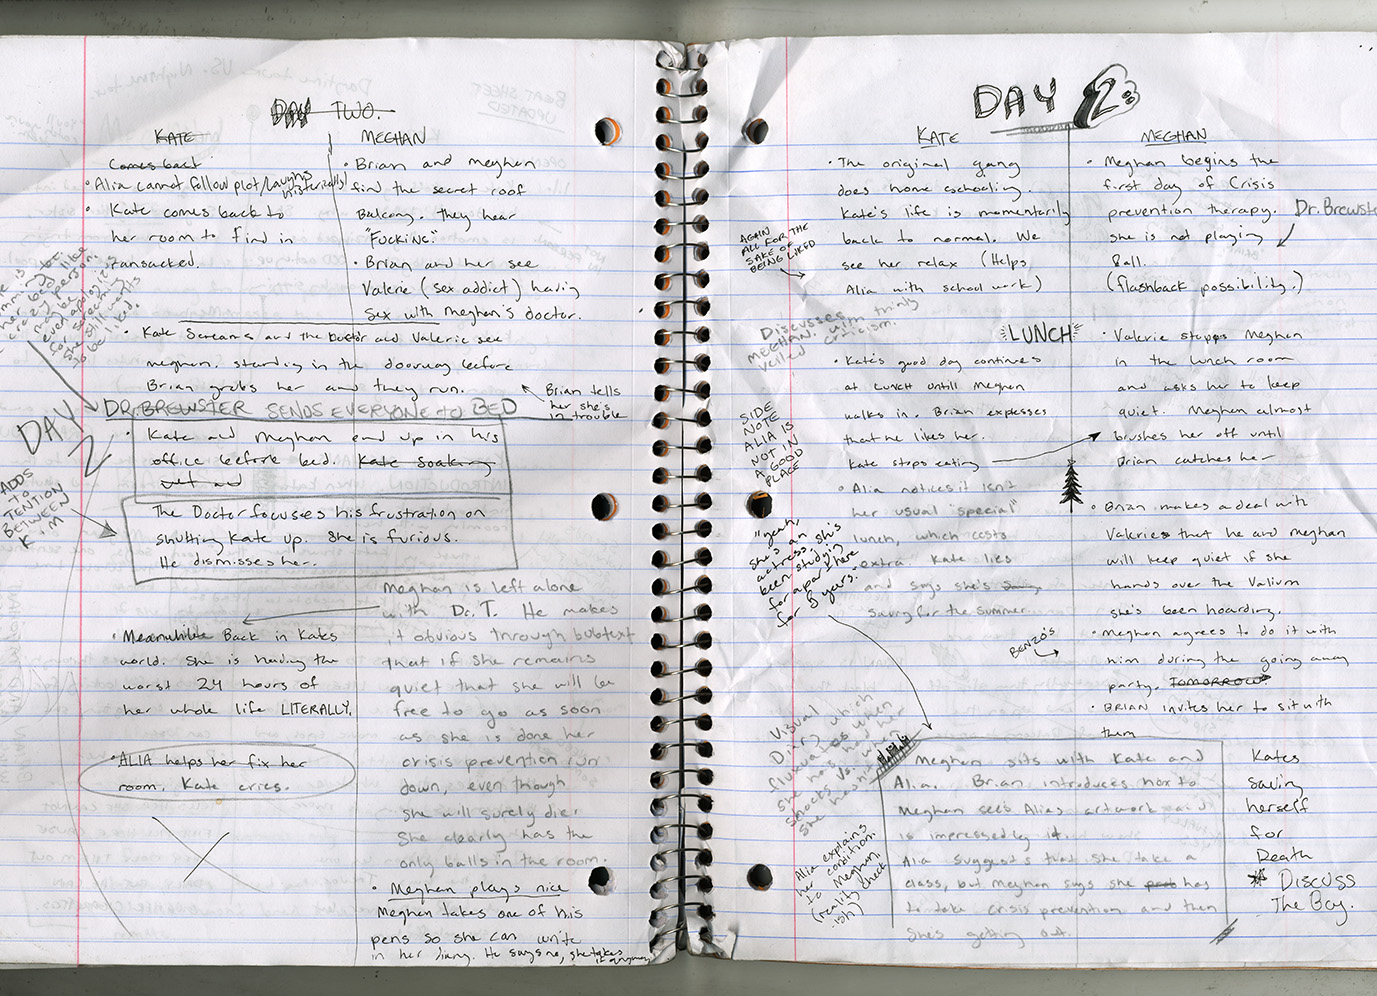 DAY TWO.
KATE
Comes back
• Alia cannot follow plot/laughs
histerically!
• Kate comes back to
her room to find in
ransacked.
MEGHAN
• Brian and meghan
find the secret roof
Balcony. they hear
"Fucking."
• Brian and her see
Valerie (sex addict) having
sex with meghan's doctor.
• Kate Screams and the Doctor and Valerie see
meghan. standing in the doorway before
Brian grabs her and they run.
Brian tells
her she's
in trouble
DAY
2
DR. BREWSTER SENDS EVERYONE to BED
• Kate and Meghan end up in his
office before bed. Kate soaking
wet and
ADDS
TO
TENTION
BETWEEN
K + M
The Doctor focuses his frustration on
shutting Kate up. She is furious.
He dismisses her.
meghan is left alone
with Dr. T. He makes
it obvious through subtext
that if she remains
quiet that she will be
free to go as soon
as she is done her
crisis prevention run
down, even though
she will surely die.
She clearly has the
only balls in the room.
• Meghan plays nice
Meghan takes one of his
pens so she can write
in her diary. He says no, she takes
it anyway
• Meanwhile Back in Kates
world. She is having the
worst 24 hours of
her whole life LITERALLY.
• ALIA helps her fix her
room. Kate cries.
DAY 2
KATE
• The original gang
does home eschooling.
Kate's life is momentarily
back to normal. We
see her relax (Helps
Alia with school work)
AGAIN
ALL FOR THE
SAKE OF
BEING LIKED
Discusses
MEGHAN. with thinly
veiled criticism.
LUNCH
• Kate's good day continues
at LUNCH untill Meghan
walks in. Brian expesses
that he likes her.
Kate stops eating
• Alia notices it isnt
her usual "special"
lunch, which costs
extra. Kate lies
and says she's
Saving for the summer.
SIDE
NOTE
ALIA IS
NOT IN
A GOOD
PLACE
"yeah,
she's an
actress, she's
been studying
for a part here
for 8 years.
MEGHAN
• Meghan begins the
first day of Crisis
prevention therapy. Dr. Brewster
she is not playing
Ball.
(flashback possibility.)
• Valerie stopps Meghan
in the lunch room
and asks her to keep
quiet. Meghan almost
brushes her off until
Brian catches her
• Brian makes a deal with
Valerie that he and meghan
will keep quiet if she
hands over the Valium
she's been hoarding.
• meghan agrees to do it with
him during the going away
party. TOMORROW.
BENZO'S
• BRIAN invites her to sit with
them
Visual
Diary which
fluxuates when
she has had her
shocks vs. when
she hasn't
Alia explains
her condition
to Meghan.
(reality check
ish)
Meghan sits with Kate and
Alia. Brian introduces her to
Meghan sees Alias artwork and
is impressed by it
Alia suggests that she take a
class, but Meghan says she has
to take crisis prevention and then
She's getting out.
Kates
saving
herself
for
Death
* DISCUSS
The Boy.